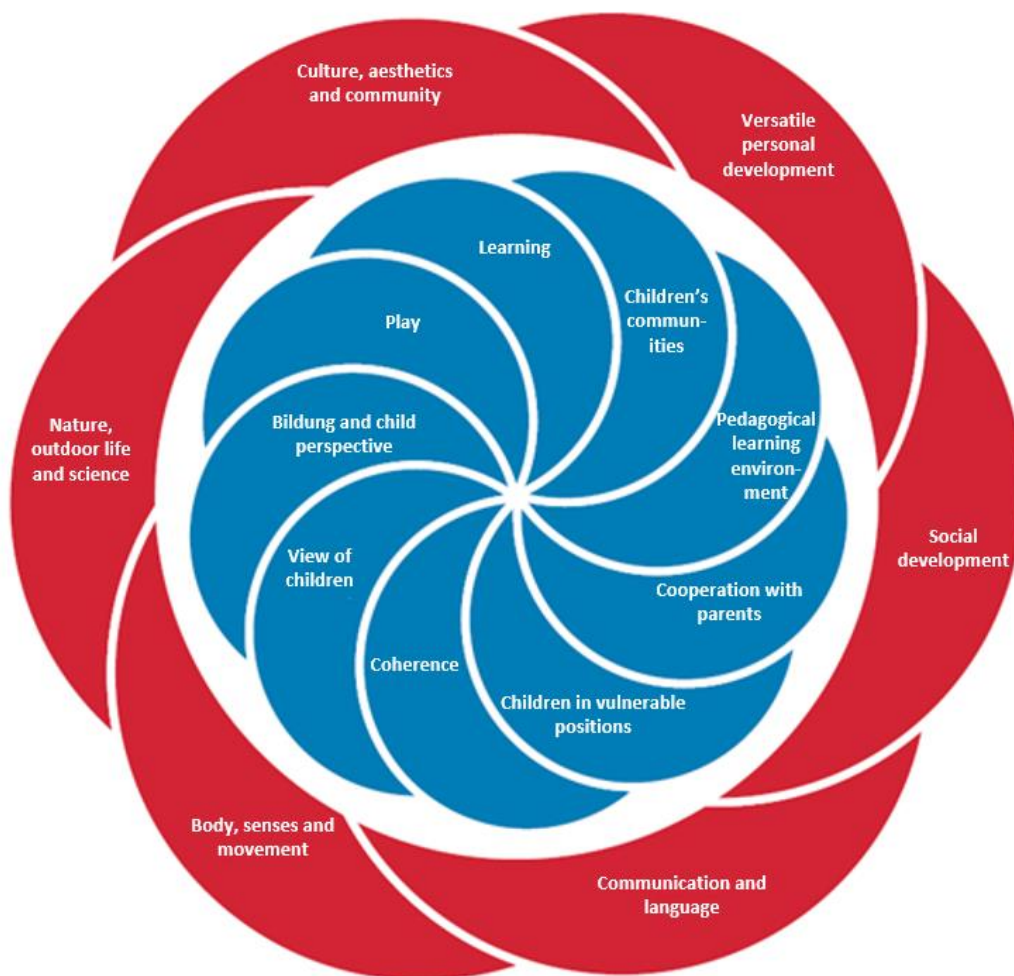 Culture, aesthetics
and community
Versatile
personal
development
Learning
Children's
commun-
ities
Play
Bildung and child
perspective
Pedagogical
learning
environ-
ment
Nature,
outdoor life
and science
Social
development
View of
children
Cooperation with
parents
Coherence
Children in vulnerable
positions
Body, senses and
movement
Communication and
language